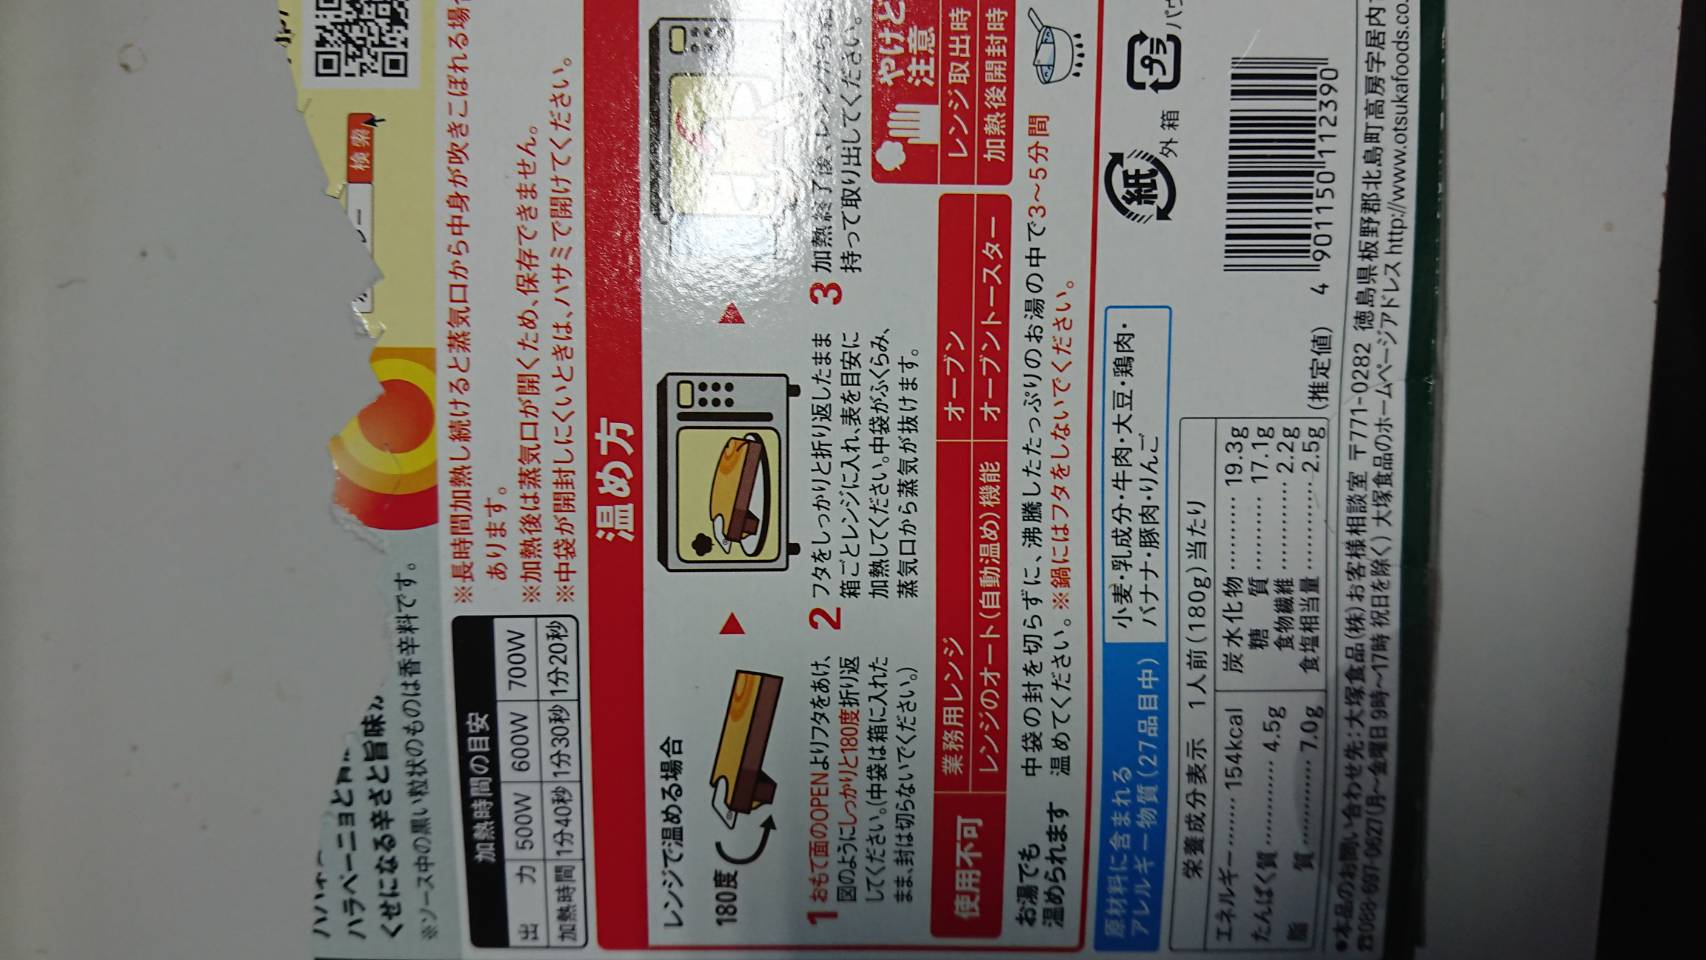 検索
ハラペーニョと
くせになる辛さと旨味
※ソース中の黒い粒状のものは香辛料です。
加熱時間の目安
出力 500W 600W 700W
加熱時間 1分40秒 1分30秒 1分20秒
※長時間加熱し続けると蒸気口から中身が吹きこぼれる場合
あります。
※加熱後は蒸気口が開くため、保存できません。
※中袋が開封しにくいときは、ハサミで開けてください。
温め方
レンジで温める場合
180度
1 おもて面のOPENよりフタをあけ、
図のようにしっかりと180度折り返
してください。(中袋は箱に入れた
まま、封は切らないでください。)
2 フタをしっかりと折り返したまま
箱ごとレンジに入れ、表を目安に
加熱してください。中袋がふくらみ、
蒸気口から蒸気が抜けます。
3 加熱終了後、レンジから
持って取り出してください。
使用不可
業務用レンジ
オーブン
レンジのオート(自動温め)機能
オーブントースター
やけど
注意
レンジ取出時
加熱後開封時
お湯でも
温められます
中袋の封を切らずに、沸騰したたっぷりのお湯の中で3~5分間
温めてください。※鍋にはフタをしないでください。
原材料に含まれる
アレルギー物質(27品目中)
小麦・乳成分・牛肉・大豆・鶏肉・
バナナ・豚肉・りんご
紙
外箱
プラ
栄養成分表示 1人前(180g)当たり
エネルギー…………154kcal
たんぱく質…………4.5g
脂質…………7.0g
炭水化物…………19.3g
糖質…………17.1g
食物繊維…………2.2g
食塩相当量…………2.5g
(推定値)
4 901150 112390
●本品のお問い合わせ先:大塚食品(株)お客様相談室 〒771-0282 徳島県板野郡北島町高房字居内
☎088-697-0627(月~金曜日9時~17時 祝日を除く) 大塚食品のホームページアドレス http://www.otsukafoods.co.